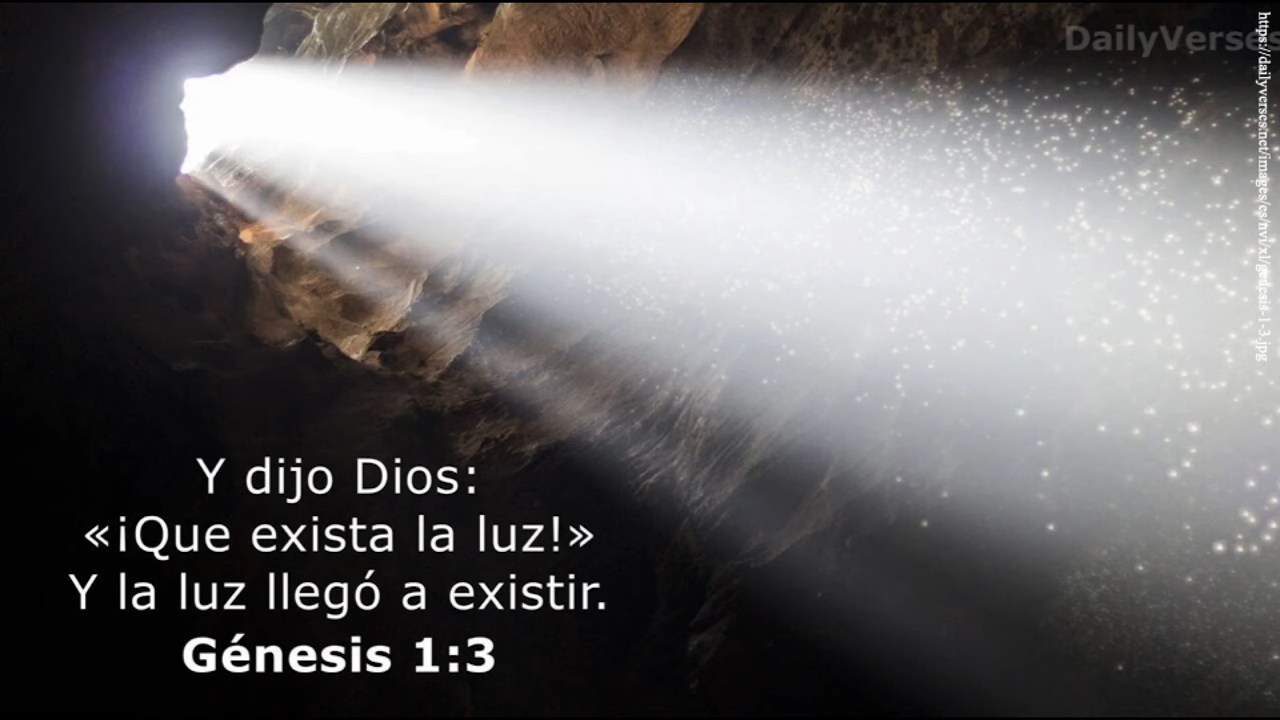 DailyVerses
https://dailyverses.net/images/es/nvi/xl/genesis-1-3.jpg
Y dijo Dios:
«¡Que exista la luz!»
Y la luz llegó a existir.
Génesis 1:3